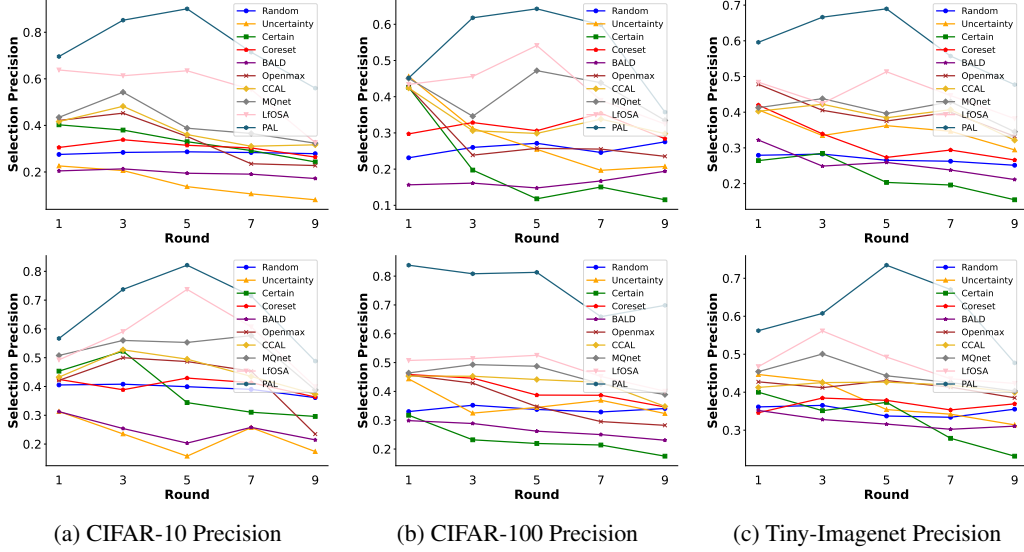 Selection Precision
0.8
0.6
0.4
0.2
1
3
5
7
9
Round
Random
Uncertainty
Certain
Coreset
BALD
Openmax
CCAL
MQnet
LfOSA
PAL
Selection Precision
0.6
0.5
0.4
0.3
0.2
0.1
1
3
5
7
9
Round
Random
Uncertainty
Certain
Coreset
BALD
Openmax
CCAL
MQnet
LfOSA
PAL
Selection Precision
0.7
0.6
0.5
0.4
0.3
0.2
1
3
5
7
9
Round
Random
Uncertainty
Certain
Coreset
BALD
Openmax
CCAL
MQnet
LfOSA
PAL
Selection Precision
0.8
0.7
0.6
0.5
0.4
0.3
0.2
1
3
5
7
9
Round
Random
Uncertainty
Certain
Coreset
BALD
Openmax
CCAL
MQnet
LfOSA
PAL
Selection Precision
0.8
0.7
0.6
0.5
0.4
0.3
0.2
1
3
5
7
9
Round
Random
Uncertainty
Certain
Coreset
BALD
Openmax
CCAL
MQnet
LfOSA
PAL
Selection Precision
0.7
0.6
0.5
0.4
0.3
1
3
5
7
9
Round
Random
Uncertainty
Certain
Coreset
BALD
Openmax
CCAL
MQnet
LfOSA
PAL
(a) CIFAR-10 Precision
(b) CIFAR-100 Precision
(c) Tiny-Imagenet Precision